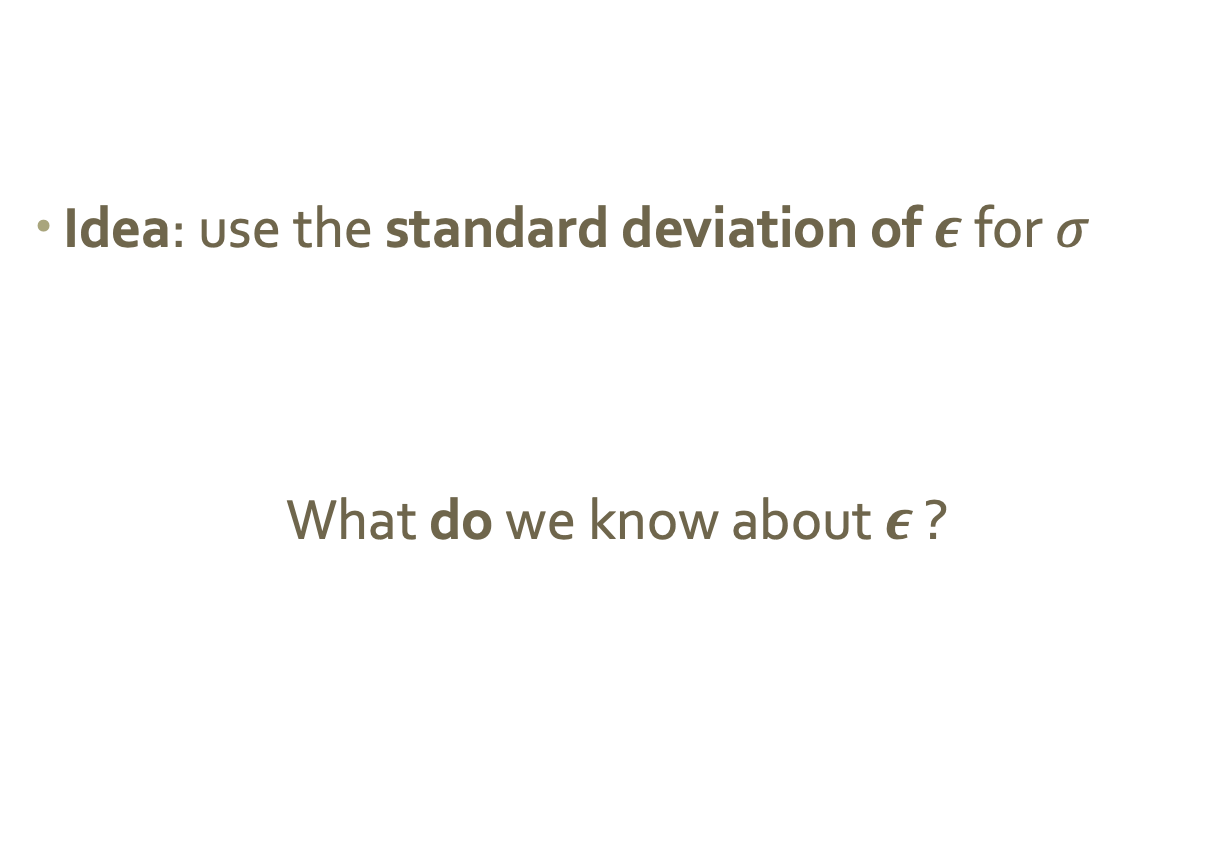 • Idea: use the standard deviation of ϵ for σ
What do we know about ϵ ?